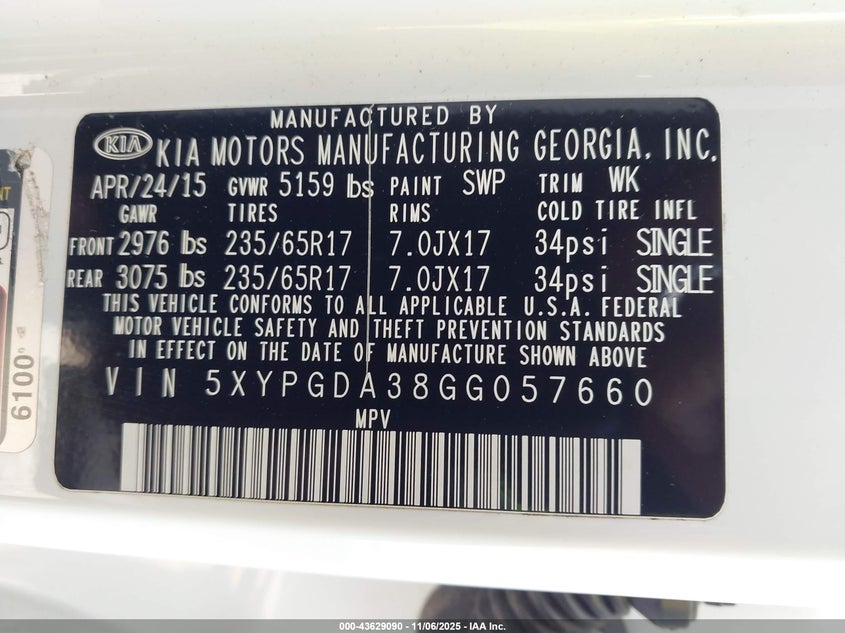 MANUFACTURED BY
KIA KIA MOTORS MANUFACTURING GEORGIA, INC.
APR/24/15 GVWR 5159 lbs PAINT SWP TRIM WK
GAWR TIRES RIMS COLD TIRE INFL
FRONT 2976 lbs 235/65R17 7.0JX17 34psi SINGLE
REAR 3075 lbs 235/65R17 7.0JX17 34psi SINGLE
THIS VEHICLE CONFORMS TO ALL APPLICABLE U.S.A. FEDERAL
MOTOR VEHICLE SAFETY AND THEFT PREVENTION STANDARDS
IN EFFECT ON THE DATE OF MANUFACTURE SHOWN ABOVE
VIN 5XYPGDA38GG057660
MPV
6100
000-43629090 - 11/06/2025 - IAA Inc.